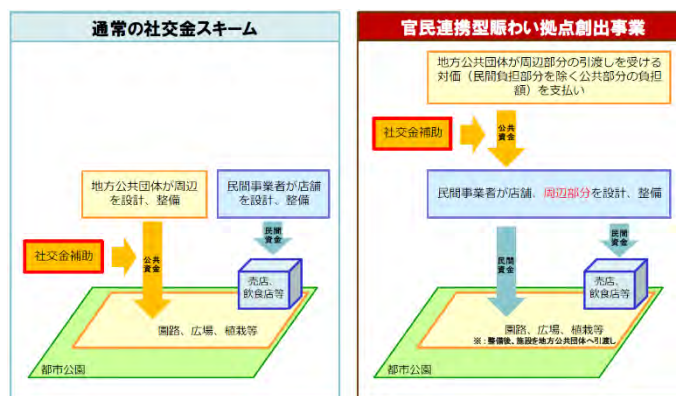 通常の社交金スキーム
地方公共団体が周辺
を設計、整備
民間事業者が店舗
を設計、整備
社交金補助
公共
資金
民間
資金
売店、
飲食店等
園路、広場、植栽等
都市公園
官民連携型賑わい拠点創出事業
地方公共団体が周辺部分の引渡しを受ける
対価（民間負担部分を除く公共部分の負担
額）を支払い
社交金補助
公共
資金
民間事業者が店舗、周辺部分を設計、整備
民間
資金
民間
資金
売店、
飲食店等
園路、広場、植栽等
※：整備後、施設を地方公共団体へ引渡し
都市公園